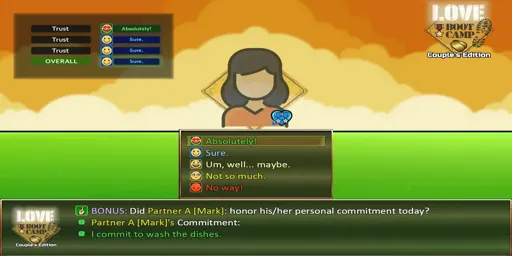 Trust Absolutely!
Trust Sure.
Trust Sure.
OVERALL Sure.
LOVE
BOOT
CAMP
Couple's Edition
Absolutely!
Sure.
Um, well... maybe.
Not so much.
No way!
LOVE
BOOT
CAMP
Couple's Edition
BONUS: Did Partner A [Mark]: honor his/her personal commitment today?
Partner A [Mark]'s Commitment:
I commit to wash the dishes.